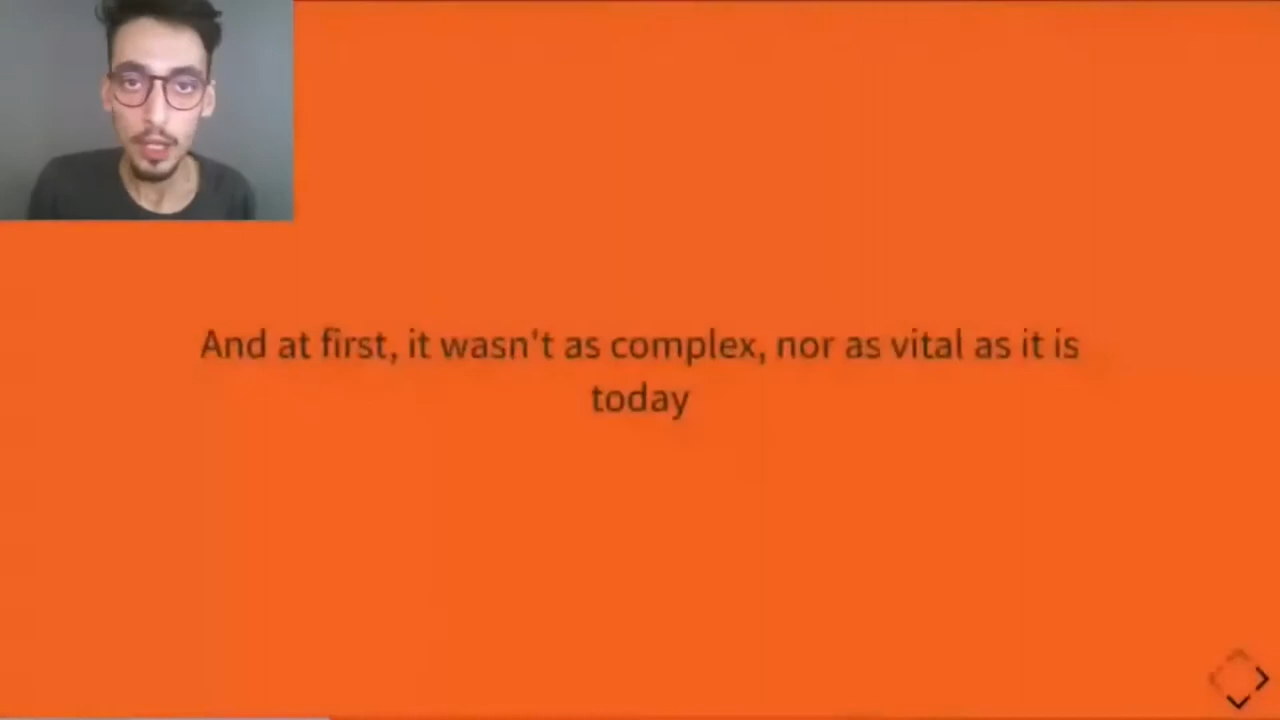 And at first, it wasn't as complex, nor as vital as it is
today